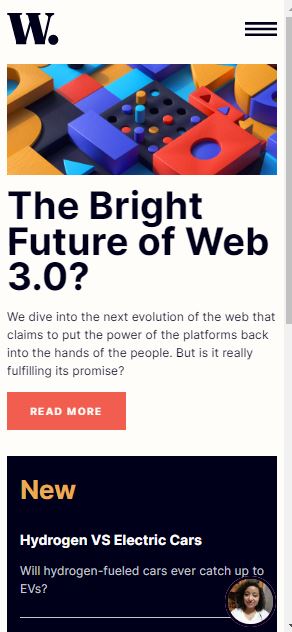 W.
The Bright
Future of Web
3.0?
We dive into the next evolution of the web that
claims to put the power of the platforms back
into the hands of the people. But is it really
fulfilling its promise?
READ MORE
New
Hydrogen VS Electric Cars
Will hydrogen-fueled cars ever catch up to
EVs?